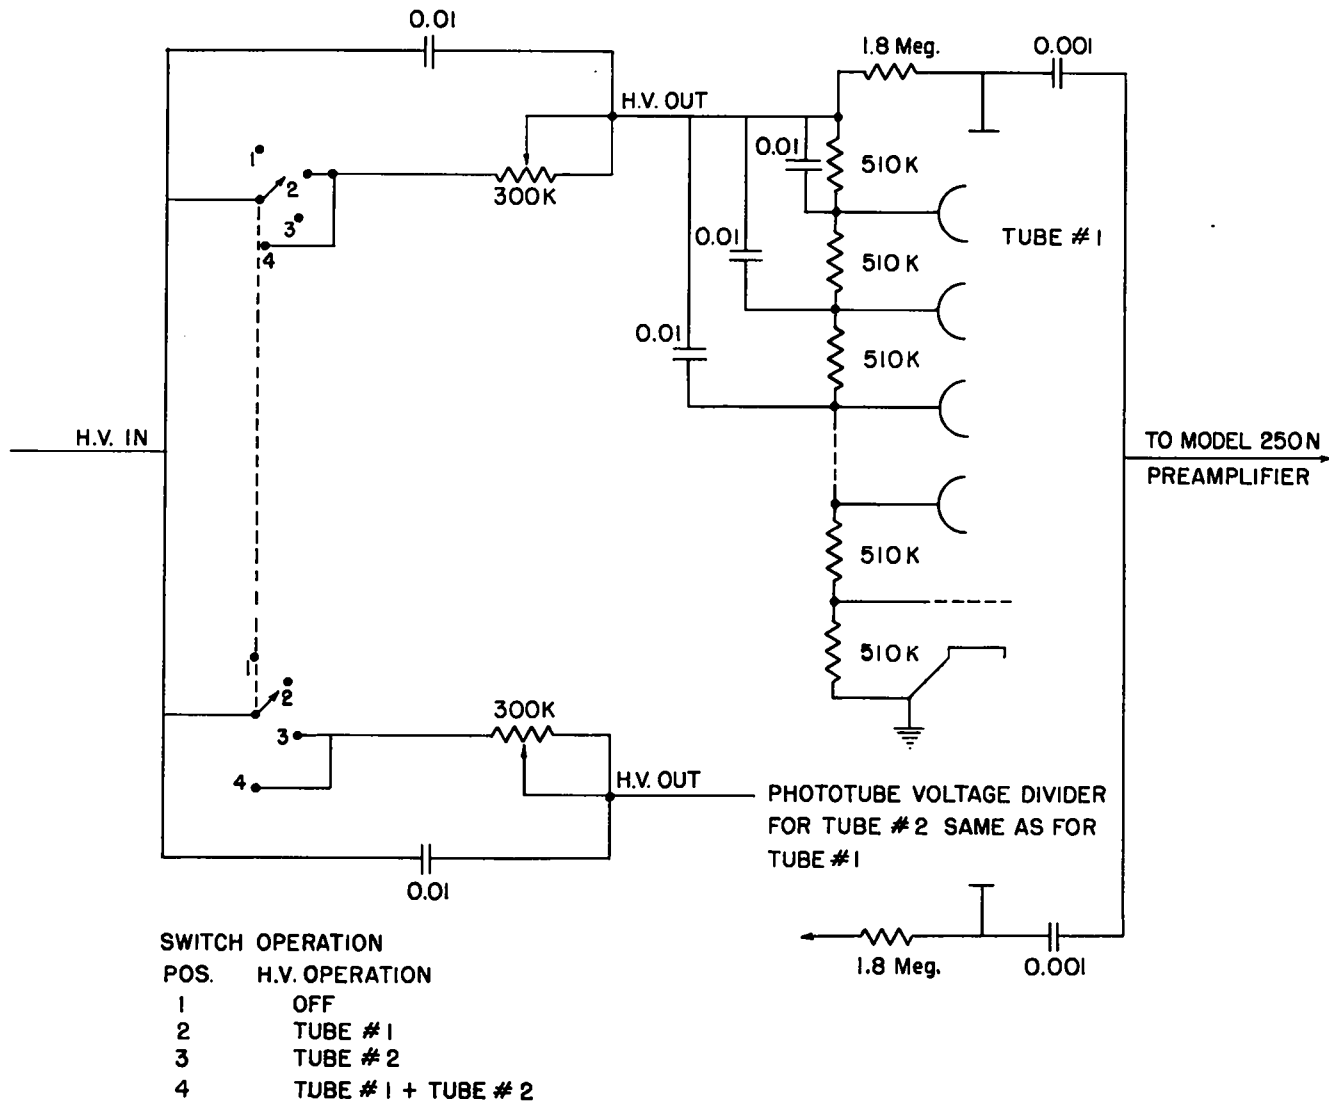 0.01
1.8 Meg.
0.001
H.V. OUT
1
2
3
4
300K
0.01
510K
TUBE #1
0.01
510K
0.01
510K
H.V. IN
TO MODEL 250N
PREAMPLIFIER
510K
510K
1
2
3
4
300K
H.V. OUT
PHOTOTUBE VOLTAGE DIVIDER
FOR TUBE #2 SAME AS FOR
TUBE #1
0.01
1.8 Meg.
0.001
SWITCH OPERATION
POS. H.V. OPERATION
1 OFF
2 TUBE #1
3 TUBE #2
4 TUBE #1 + TUBE #2